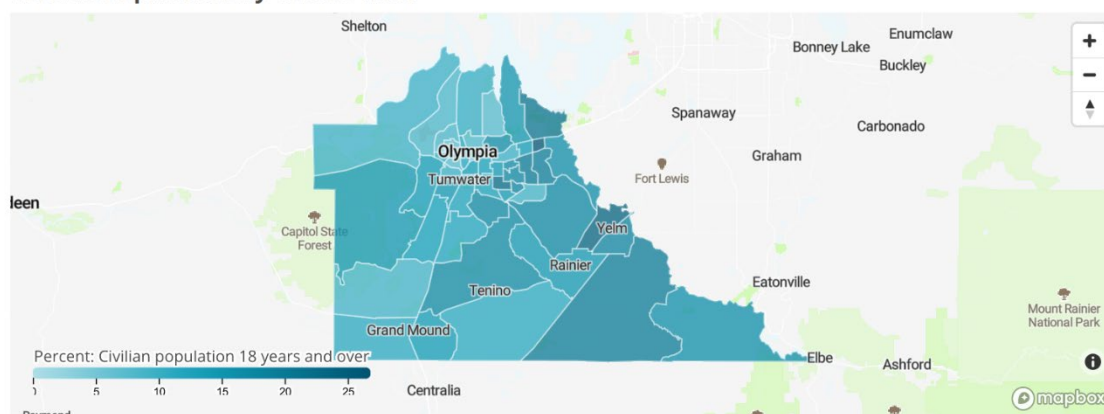 Shelton
Enumclaw
Bonney Lake
Buckley
Spanaway
Carbonado
Olympia
Graham
Tumwater
Fort Lewis
deen
Capitol State
Forest
Yelm
Rainier
Eatonville
Tenino
Mount Rainier
National Park
Grand Mound
Percent: Civilian population 18 years and over
Elbe
Ashford
5 10 15 20 25
Centralia
mapbox
Raymond